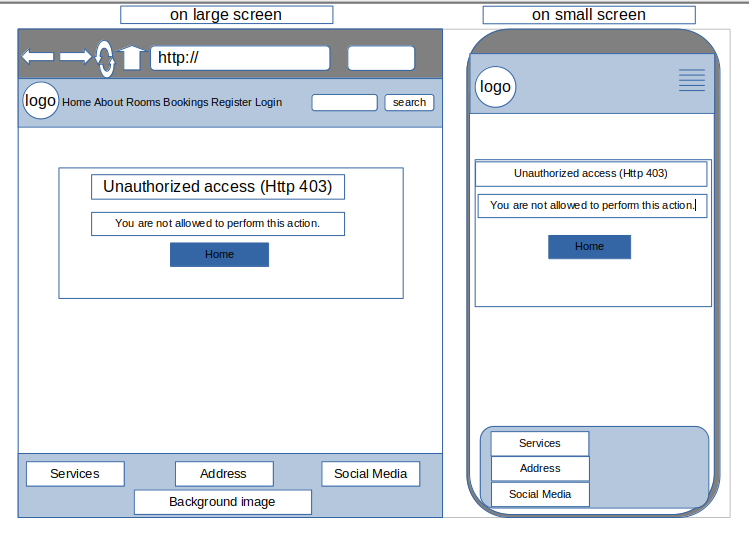 on large screen
on small screen
http://
logo
Home About Rooms Bookings Register Login
search
Unauthorized access (Http 403)
You are not allowed to perform this action.
Home
Services
Address
Social Media
Background image
logo
Unauthorized access (Http 403)
You are not allowed to perform this action.
Home
Services
Address
Social Media